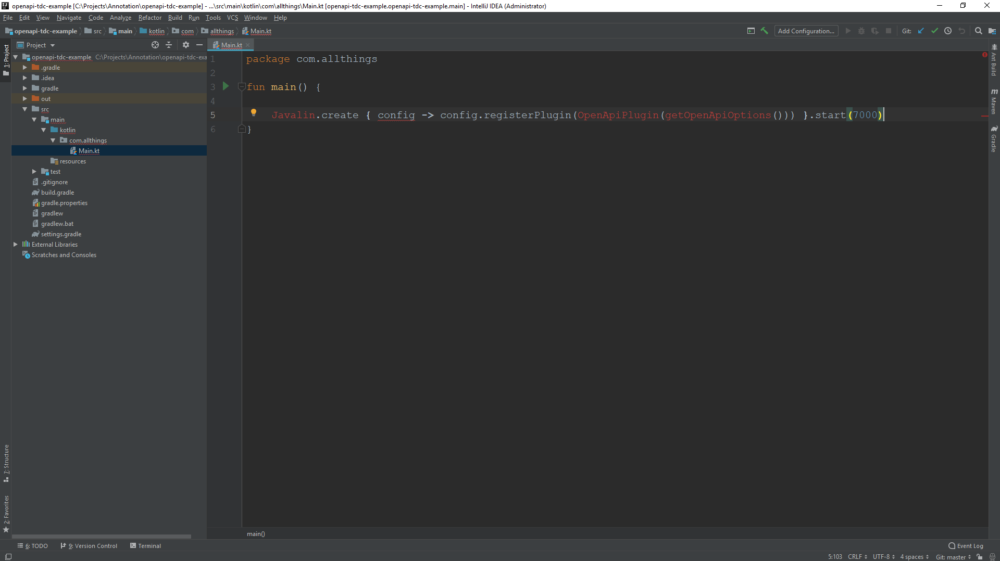 openapi-tdc-example [C:\Projects\Annotation\openapi-tdc-example] - ...\src\main\kotlin\com\allthings\Main.kt [openapi-tdc-example.openapi-tdc-example.main] - IntelliJ IDEA (Administrator)
File Edit View Navigate Code Analyze Refactor Build Run Tools VCS Window Help
openapi-tdc-example src main kotlin com allthings Main.kt Add Configuration... Git:
Project Main.kt
1: Project
openapi-tdc-example C:\Projects\Annotation\openapi-tdc-exa
.gradle
.idea
gradle
out
src
main
kotlin
com.allthings
Main.kt
resources
test
.gitignore
build.gradle
gradle.properties
gradlew
gradlew.bat
settings.gradle
External Libraries
Scratches and Consoles
1 package com.allthings
2
3 fun main() {
4
5 Javalin.create { config -> config.registerPlugin(OpenApiPlugin(getOpenApiOptions())) }.start(7000)
6 }
Ant Build
m Maven
Gradle
7: Structure
2: Favorites
main()
6: TODO 9: Version Control Terminal Event Log
5:103 CRLF UTF-8 4 spaces Git: master